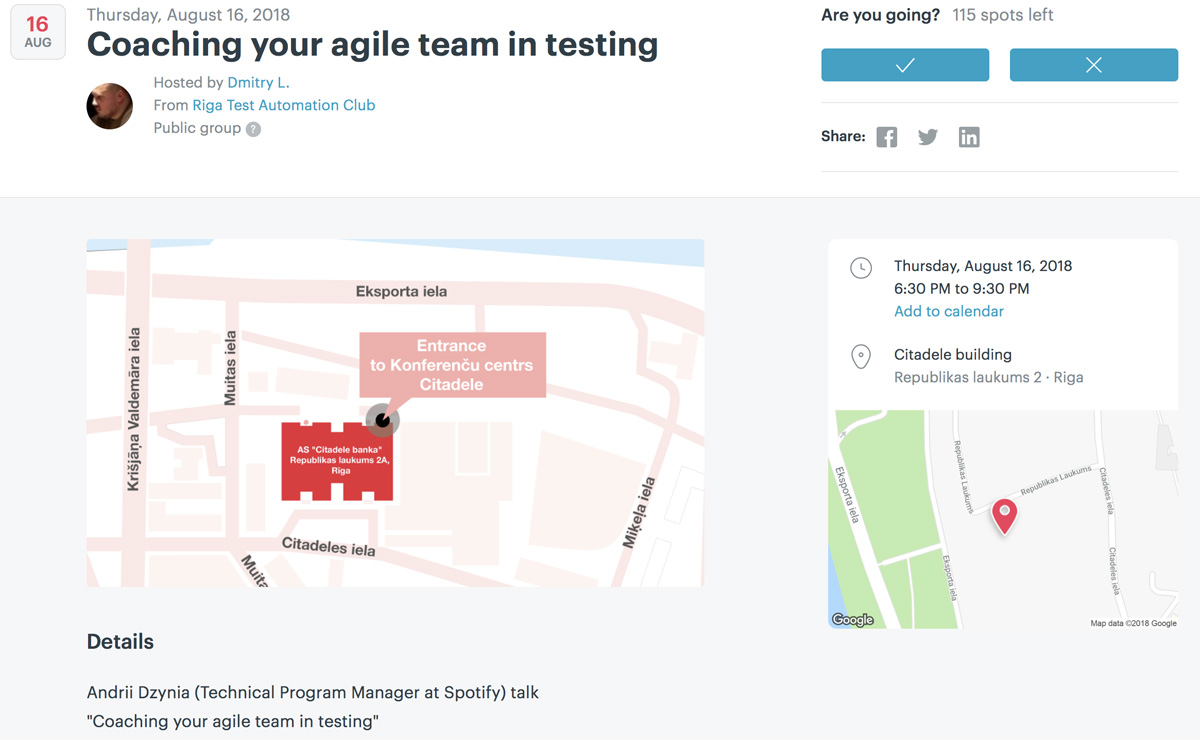 16
AUG
Thursday, August 16, 2018
Coaching your agile team in testing
Hosted by Dmitry L.
From Riga Test Automation Club
Public group ?
Are you going? 115 spots left
Share:
Eksporta iela
Krišjāņa Valdemāra iela
Muitas iela
Entrance
to Konferenču centrs
Citadele
AS "Citadele banka"
Republikas laukums 2A,
Rīga
Citadeles iela
Muita
Miķeļa iela
Thursday, August 16, 2018
6:30 PM to 9:30 PM
Add to calendar
Citadele building
Republikas laukums 2 · Riga
Eksporta iela
Republikas Laukums
Republikas Laukums
Citadeles iela
Eksporta iela
Citadeles iela
Google
Map data ©2018 Google
Details
Andrii Dzynia (Technical Program Manager at Spotify) talk
"Coaching your agile team in testing"